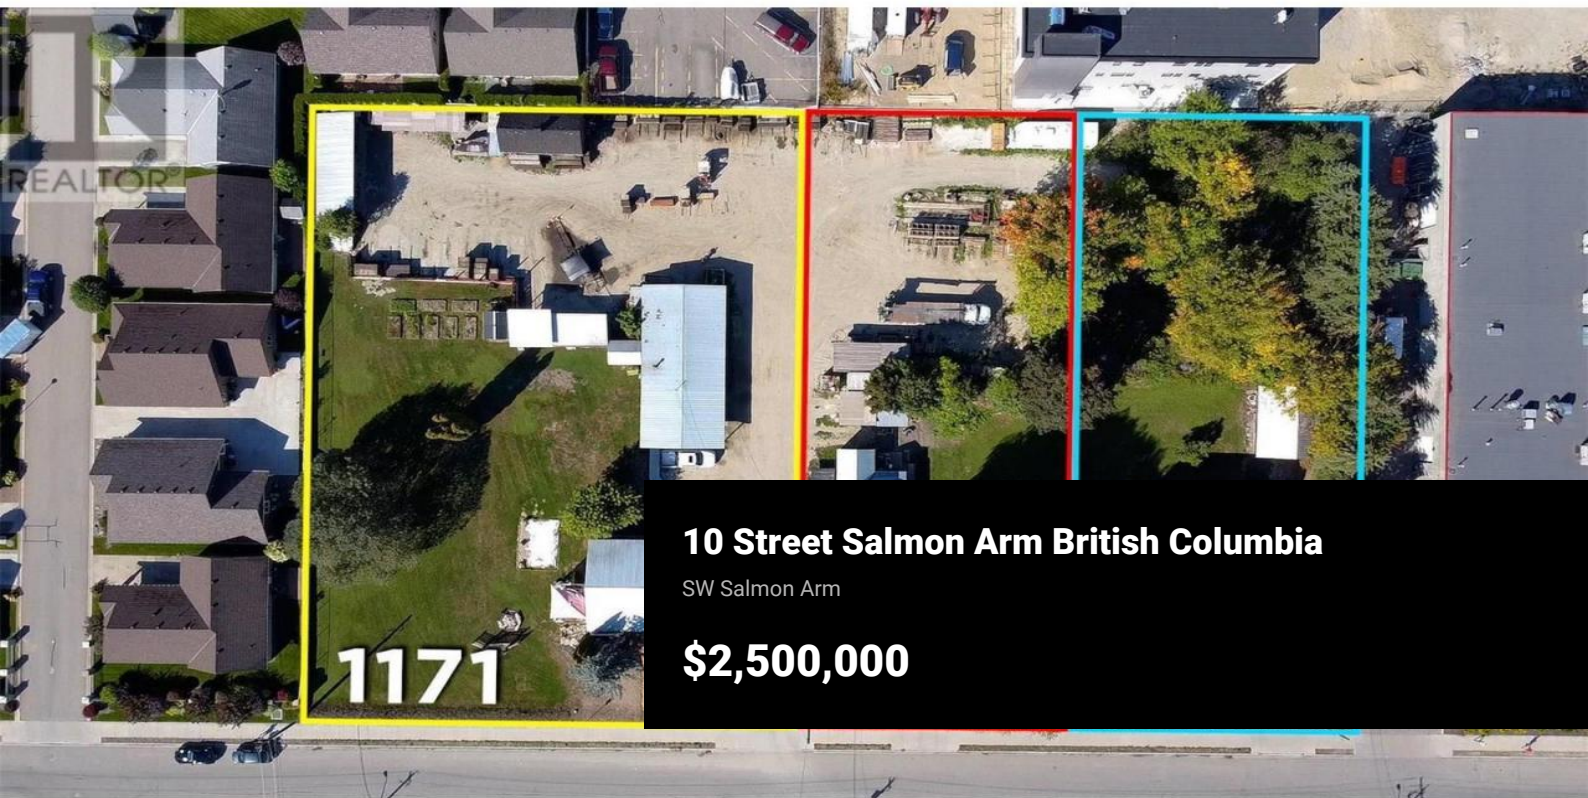 REALTOR®
1171
10 Street Salmon Arm British Columbia
SW Salmon Arm
$2,500,000